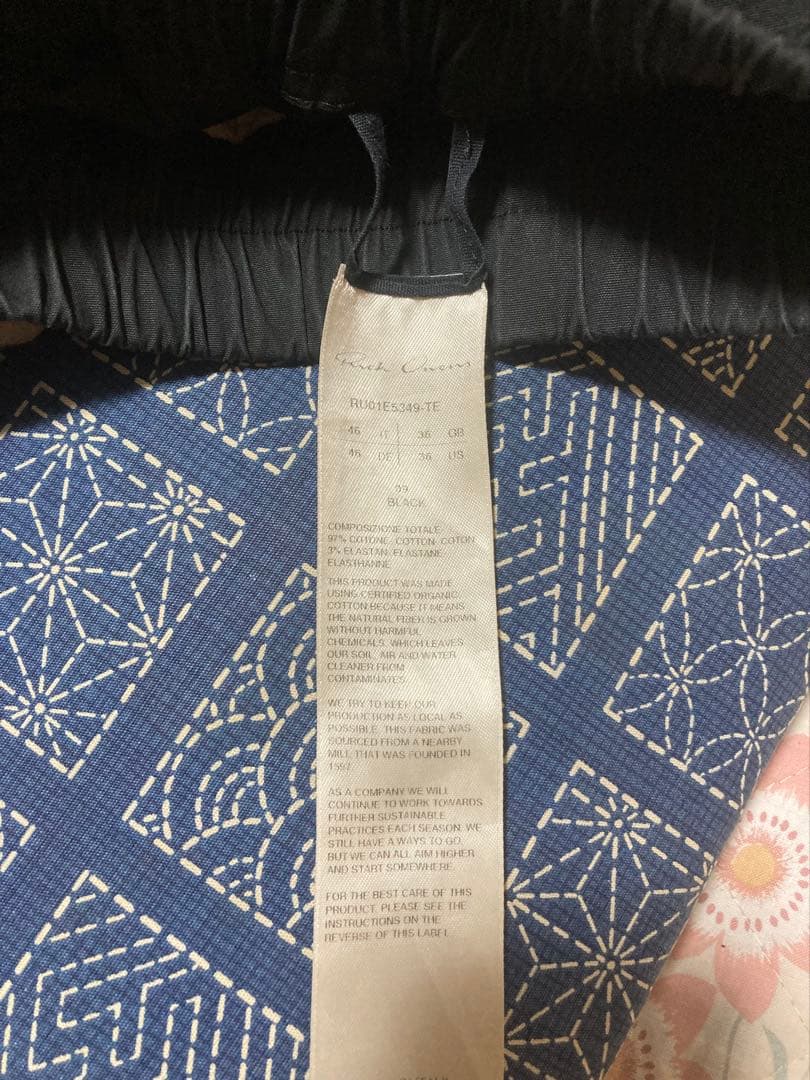 Rick Owens
RU01E5349-TE
46 IT 36 GB
46 DE 36 US
09
BLACK
COMPOSIZIONE TOTALE
97% COTONE, COTTON, COTON
3% ELASTAN, ELASTANE,
ELASTHANNE
THIS PRODUCT WAS MADE
USING CERTIFIED ORGANIC
COTTON BECAUSE IT MEANS
THE NATURAL FIBER IS GROWN
WITHOUT HARMFUL
CHEMICALS, WHICH LEAVES
OUR SOIL, AIR AND WATER
CLEANER FROM
CONTAMINATES.
WE TRY TO KEEP OUR
PRODUCTION AS LOCAL AS
POSSIBLE. THIS FABRIC WAS
SOURCED FROM A NEARBY
MILL THAT WAS FOUNDED IN
AS A COMPANY WE WILL
CONTINUE TO WORK TOWARDS
FURTHER SUSTAINABLE
PRACTICES EACH SEASON. WE
STILL HAVE A WAYS TO GO,
BUT WE CAN ALL AIM HIGHER
AND START SOMEWHERE.
FOR THE BEST CARE OF THIS
PRODUCT, PLEASE SEE THE
INSTRUCTIONS ON THE
REVERSE OF THIS LABEL.